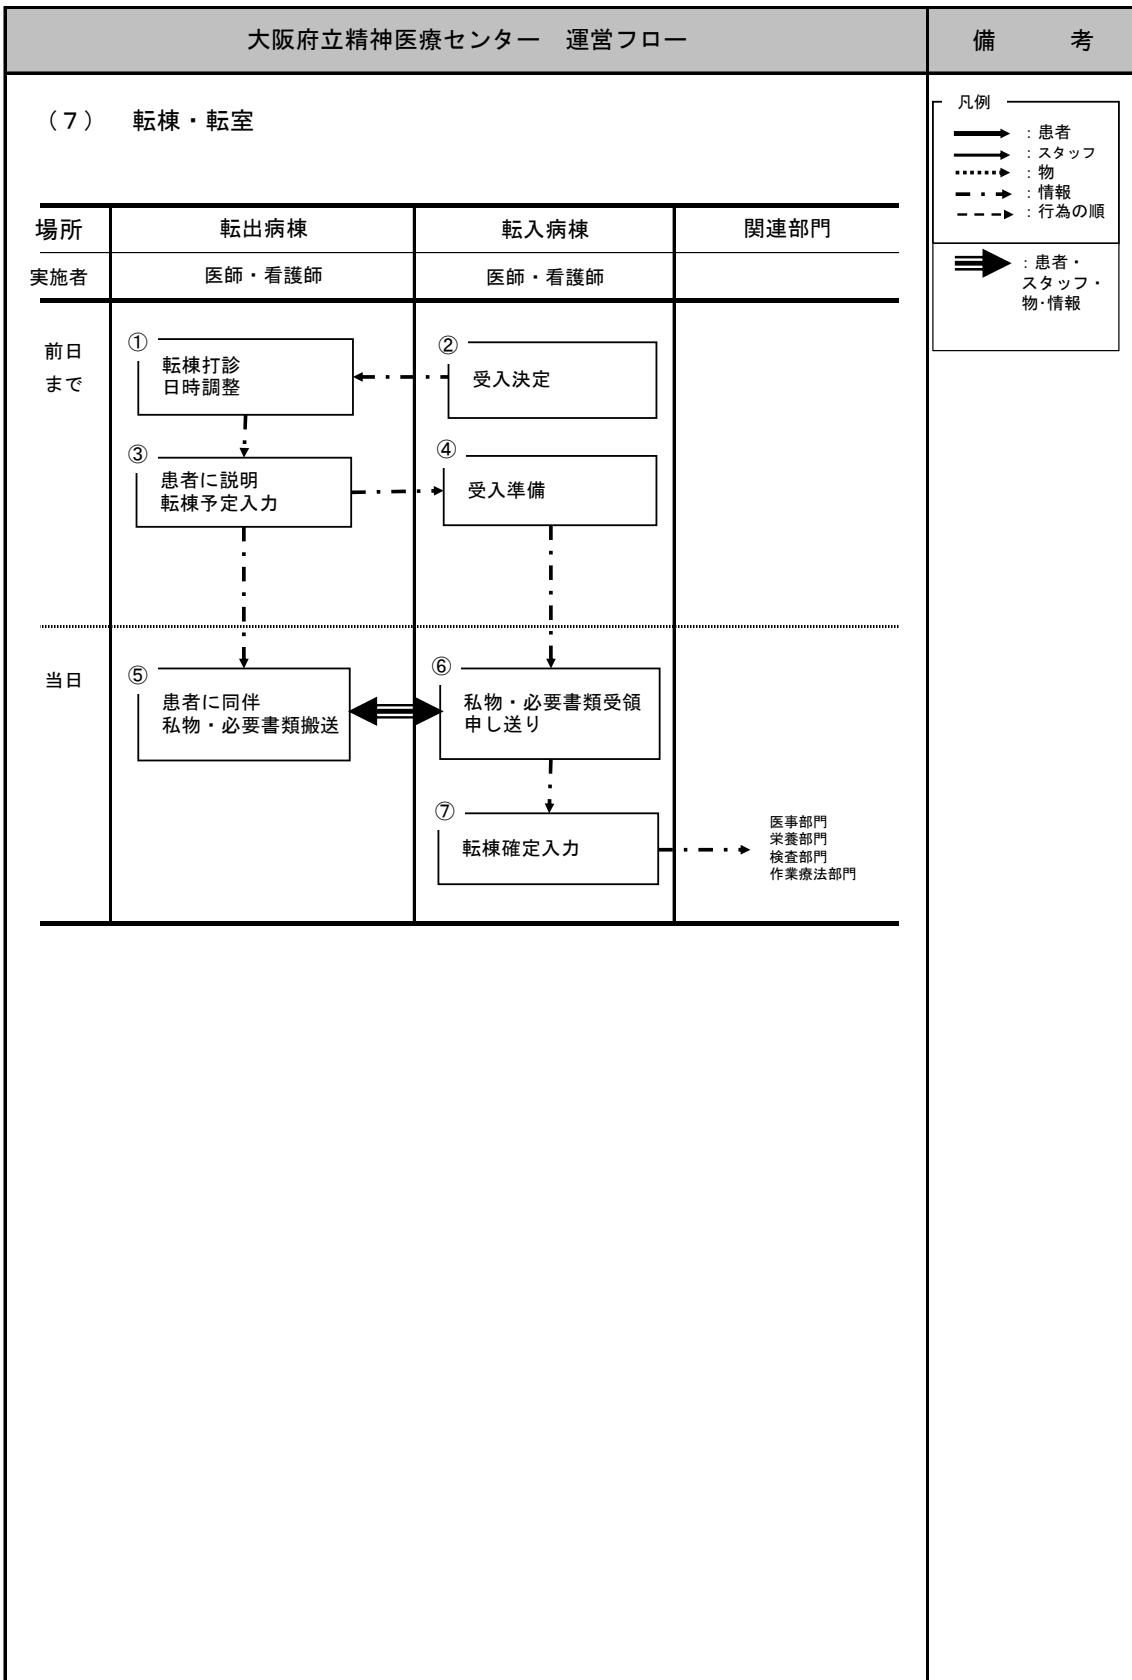 大阪府立精神医療センター　運営フロー
備　　　考
（７）　転棟・転室
凡例
：患者
：スタッフ
：物
：情報
：行為の順
：患者・
スタッフ・
物･情報
場所　転出病棟　転入病棟　関連部門
実施者　医師・看護師　医師・看護師
前日
まで
①
転棟打診
日時調整
②
受入決定
③
患者に説明
転棟予定入力
④
受入準備
当日
⑤
患者に同伴
私物・必要書類搬送
⑥
私物・必要書類受領
申し送り
⑦
転棟確定入力
医事部門
栄養部門
検査部門
作業療法部門